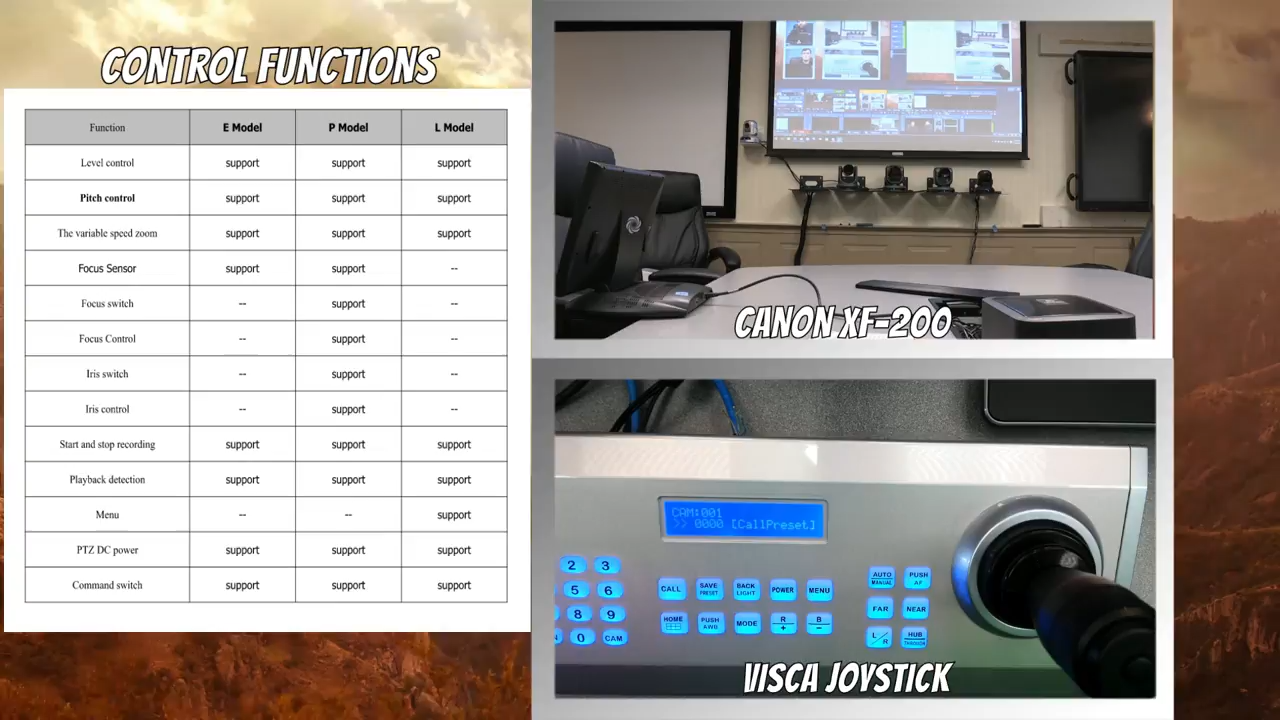 CONTROL FUNCTIONS
Function E Model P Model L Model
Level control support support support
Pitch control support support support
The variable speed zoom support support support
Focus Sensor support support --
Focus switch -- support --
Focus Control -- support --
Iris switch -- support --
Iris control -- support --
Start and stop recording support support support
Playback detection support support support
Menu -- -- support
PTZ DC power support support support
Command switch support support support
CANON XF-200
CAM:001
>> 0000 [CallPreset]
2 3
5 6
8 9
0 CAM
CALL SAVE PRESET BACK LIGHT POWER MENU
HOME PUSH AWB MODE R + B -
AUTO MANUAL PUSH AF
FAR NEAR
L/R HUB THROUGH
VISCA JOYSTICK